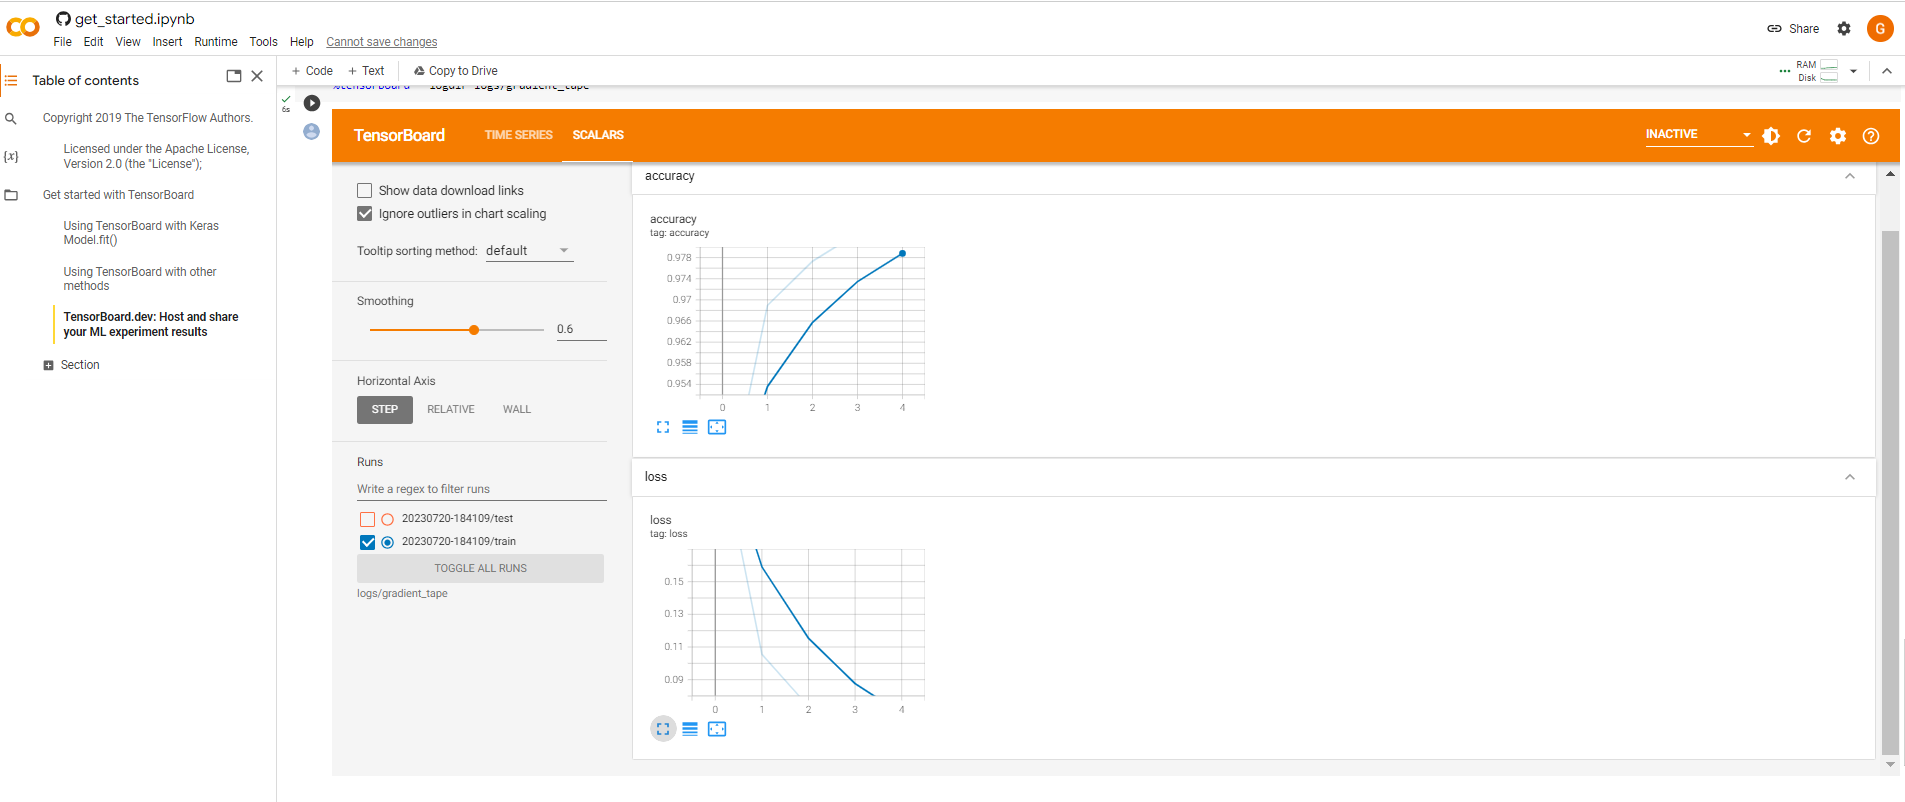 get_started.ipynb
File Edit View Insert Runtime Tools Help Cannot save changes
Share
G
Table of contents
+ Code + Text Copy to Drive
RAM
Disk
Copyright 2019 The TensorFlow Authors.
Licensed under the Apache License,
Version 2.0 (the "License");
Get started with TensorBoard
Using TensorBoard with Keras
Model.fit()
Using TensorBoard with other
methods
TensorBoard.dev: Host and share
your ML experiment results
Section
{x}
6s
%tensorboard --logdir logs/gradient_tape
TensorBoard
TIME SERIES SCALARS
INACTIVE
Show data download links
Ignore outliers in chart scaling
Tooltip sorting method: default
Smoothing
0.6
Horizontal Axis
STEP RELATIVE WALL
Runs
Write a regex to filter runs
20230720-184109/test
20230720-184109/train
TOGGLE ALL RUNS
logs/gradient_tape
accuracy
accuracy
tag: accuracy
0.978
0.974
0.97
0.966
0.962
0.958
0.954
0 1 2 3 4
loss
loss
tag: loss
0.15
0.13
0.11
0.09
0 1 2 3 4